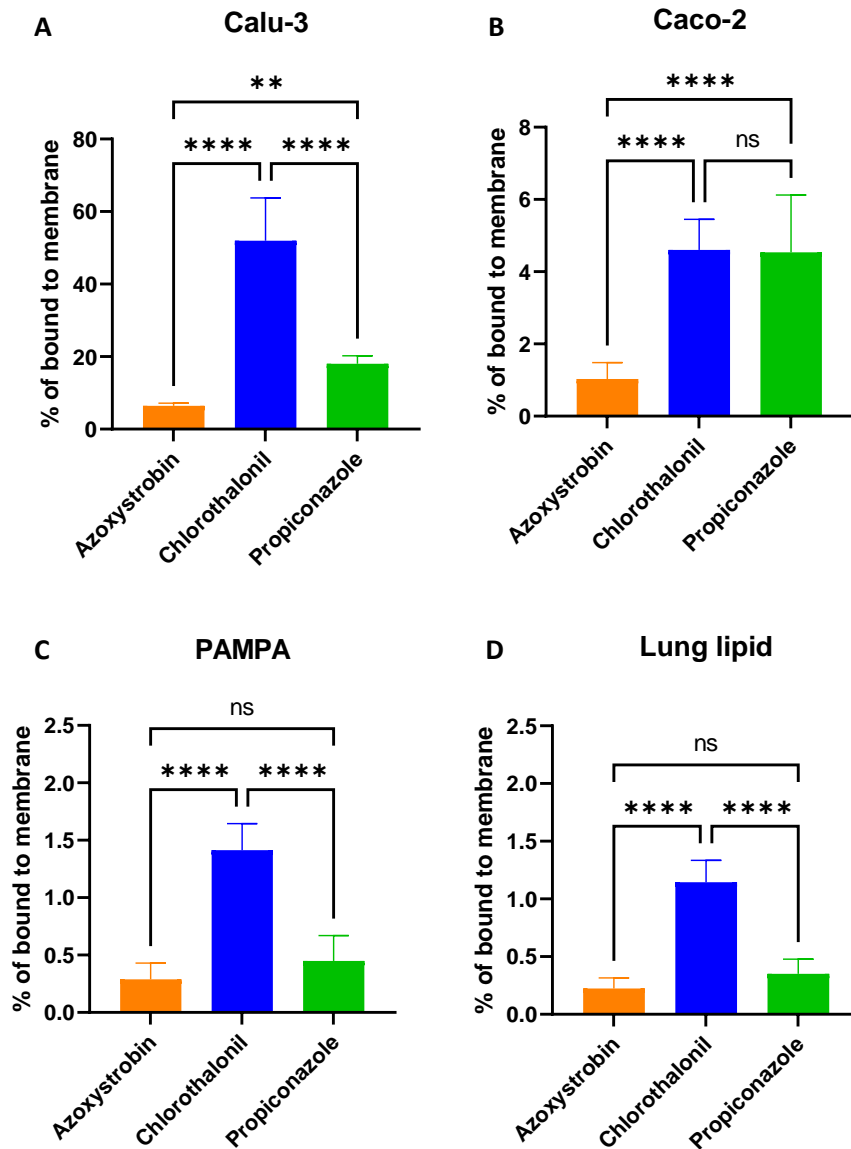 A
Calu-3
**
**** ****
% of bound to membrane
80
60
40
20
0
Azoxystrobin
Chlorothalonil
Propiconazole
B
Caco-2
****
**** ns
% of bound to membrane
8
6
4
2
0
Azoxystrobin
Chlorothalonil
Propiconazole
C
PAMPA
ns
**** ****
% of bound to membrane
2.5
2.0
1.5
1.0
0.5
0.0
Azoxystrobin
Chlorothalonil
Propiconazole
D
Lung lipid
ns
**** ****
% of bound to membrane
2.5
2.0
1.5
1.0
0.5
0.0
Azoxystrobin
Chlorothalonil
Propiconazole